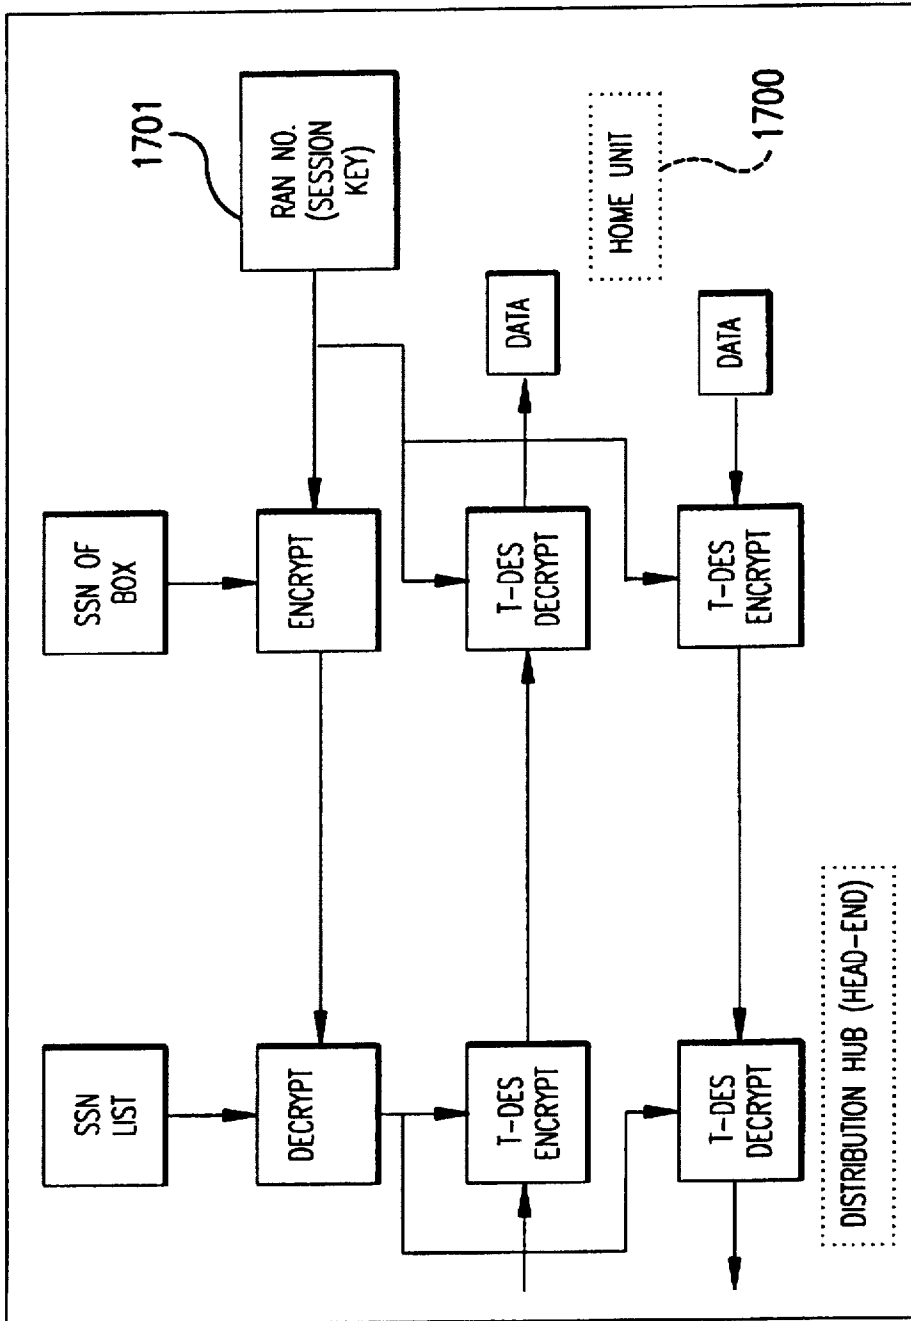 SSN
LIST
SSN OF
BOX
1701
DECRYPT
ENCRYPT
RAN NO.
(SESSION
KEY)
T-DES
ENCRYPT
T-DES
DECRYPT
DATA
T-DES
DECRYPT
T-DES
ENCRYPT
DATA
HOME UNIT
1700
DISTRIBUTION HUB (HEAD-END)